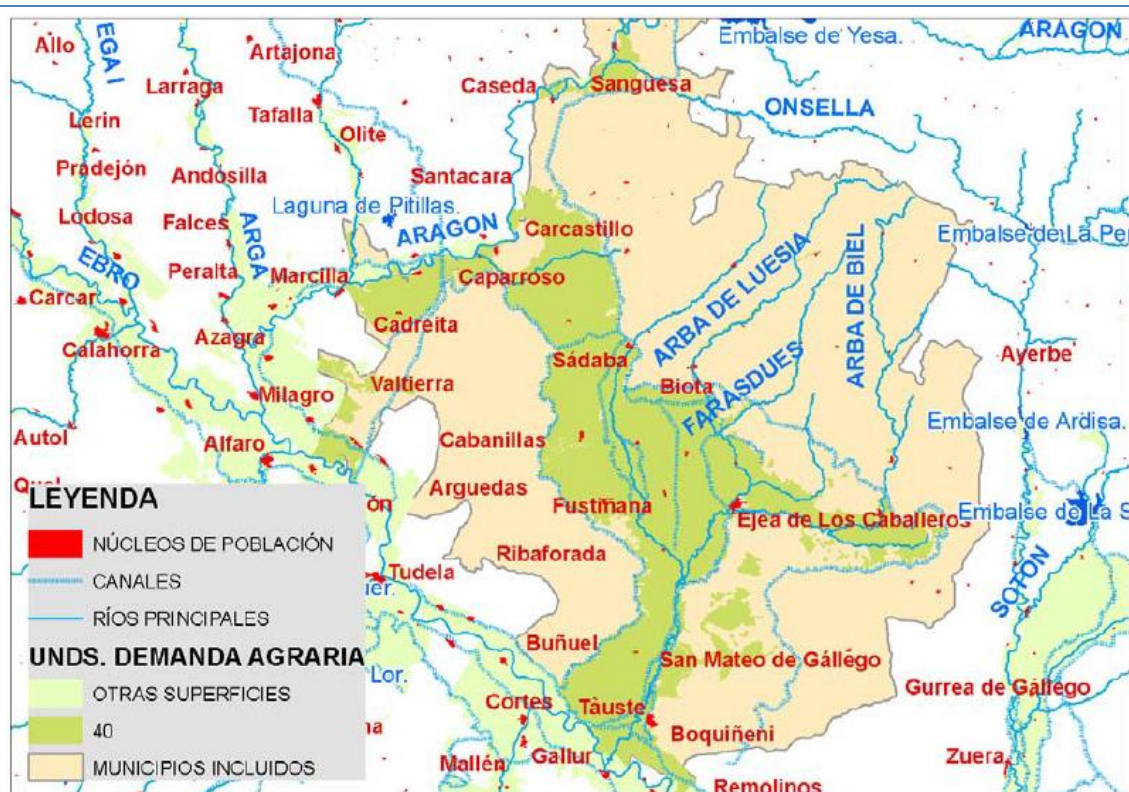 Allo
EGA I
Artajona
Embalse de Yesa.
ARAGON
Larraga
Caseda
Sangüesa
Tafalla
ONSELLA
Lerin
Olite
Pradejón
Andosilla
Santacara
Laguna de Pitillas.
Lodosa
Falces
ARGA
ARAGON
Carcastillo
Embalse de La Peñ
EBRO
Peralta
Marcilla
Caparroso
ARBA DE LUESIA
ARBA DE BIEL
Carcar
Azagra
Cadreita
Calahorra
Sádaba
Ayerbe
Milagro
Valtierra
Biota
FARASDUES
Autol
Alfaro
Cabanillas
Embalse de Ardisa.
Arguedas
Fustiñana
Ejea de Los Caballeros
Embalse de La S
Ribaforada
SOTÓN
Tudela
Buñuel
San Mateo de Gállego
Lor.
Gurrea de Gállego
Cortes
Tauste
Boquiñeni
Mallén
Gallur
Zuera
Remolinos
LEYENDA
NÚCLEOS DE POBLACIÓN
CANALES
RÍOS PRINCIPALES
UNDS. DEMANDA AGRARIA
OTRAS SUPERFICIES
40
MUNICIPIOS INCLUIDOS